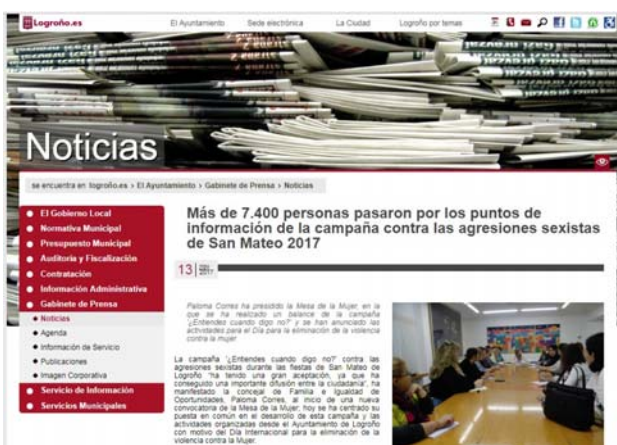 Logroño.es
El Ayuntamiento
Sede electrónica
La Ciudad
Logroño por temas
Noticias
se encuentra en logroño.es > El Ayuntamiento > Gabinete de Prensa > Noticias
El Gobierno Local
Normativa Municipal
Presupuesto Municipal
Auditoría y Fiscalización
Contratación
Información Administrativa
Gabinete de Prensa
Noticias
Agenda
Información de Servicio
Publicaciones
Imagen Corporativa
Servicio de Información
Servicios Municipales
Más de 7.400 personas pasaron por los puntos de
información de la campaña contra las agresiones sexistas
de San Mateo 2017
13
2017
Paloma Corres ha presidido la Mesa de la Mujer, en la
que se ha realizado un balance de la campaña
'¿Entiendes cuando digo no?' y se han anunciado las
actividades para el Día para la eliminación de la violencia
contra la mujer
La campaña '¿Entiendes cuando digo no?' contra las
agresiones sexistas durante las fiestas de San Mateo de
Logroño "ha tenido una gran aceptación, ya que ha
conseguido una importante difusión entre la ciudadanía", ha
manifestado la concejal de Familia e Igualdad de
Oportunidades, Paloma Corres, al inicio de una nueva
convocatoria de la Mesa de la Mujer; hoy se ha centrado su
puesta en común en el desarrollo de esta campaña y las
actividades organizadas desde el Ayuntamiento de Logroño
con motivo del Día Internacional para la eliminación de la
violencia contra la Mujer.